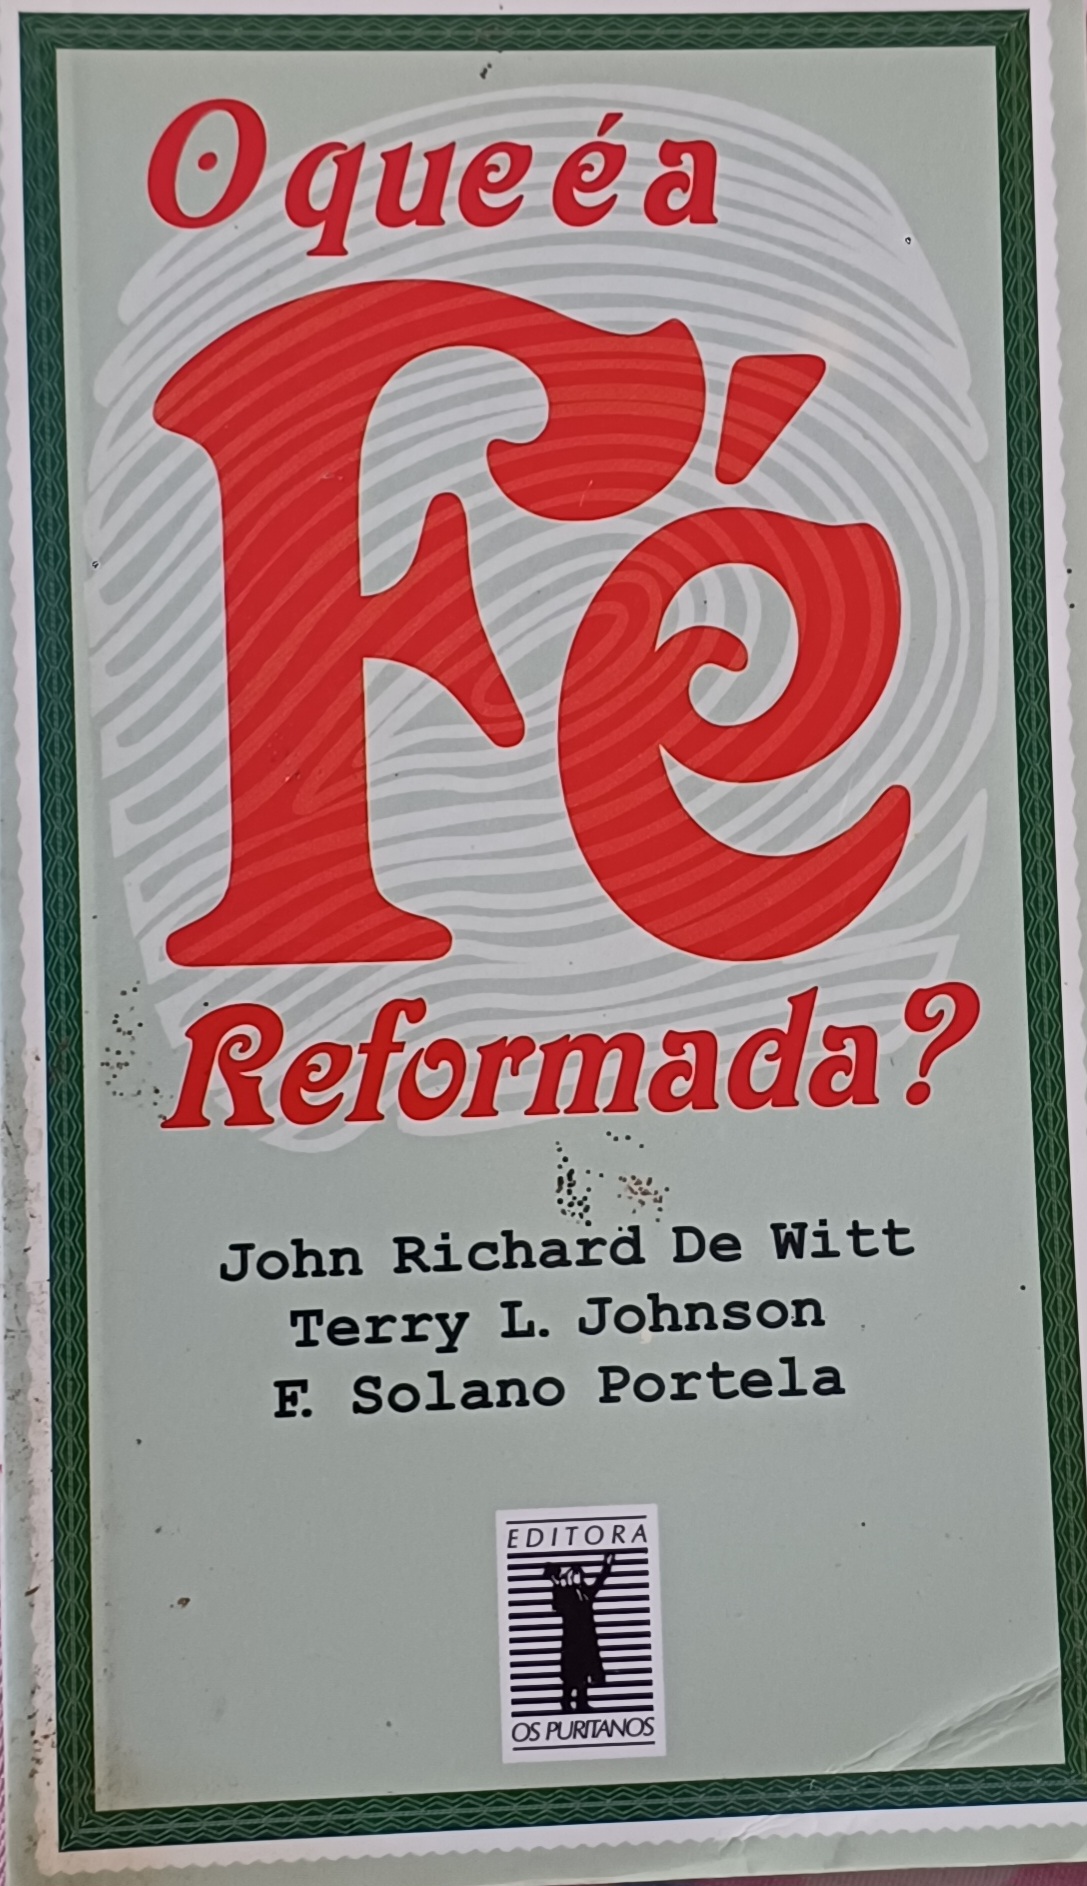 O que é a
Fé
Reformada?
John Richard De Witt
Terry L. Johnson
F. Solano Portela
EDITORA
OS PURITANOS